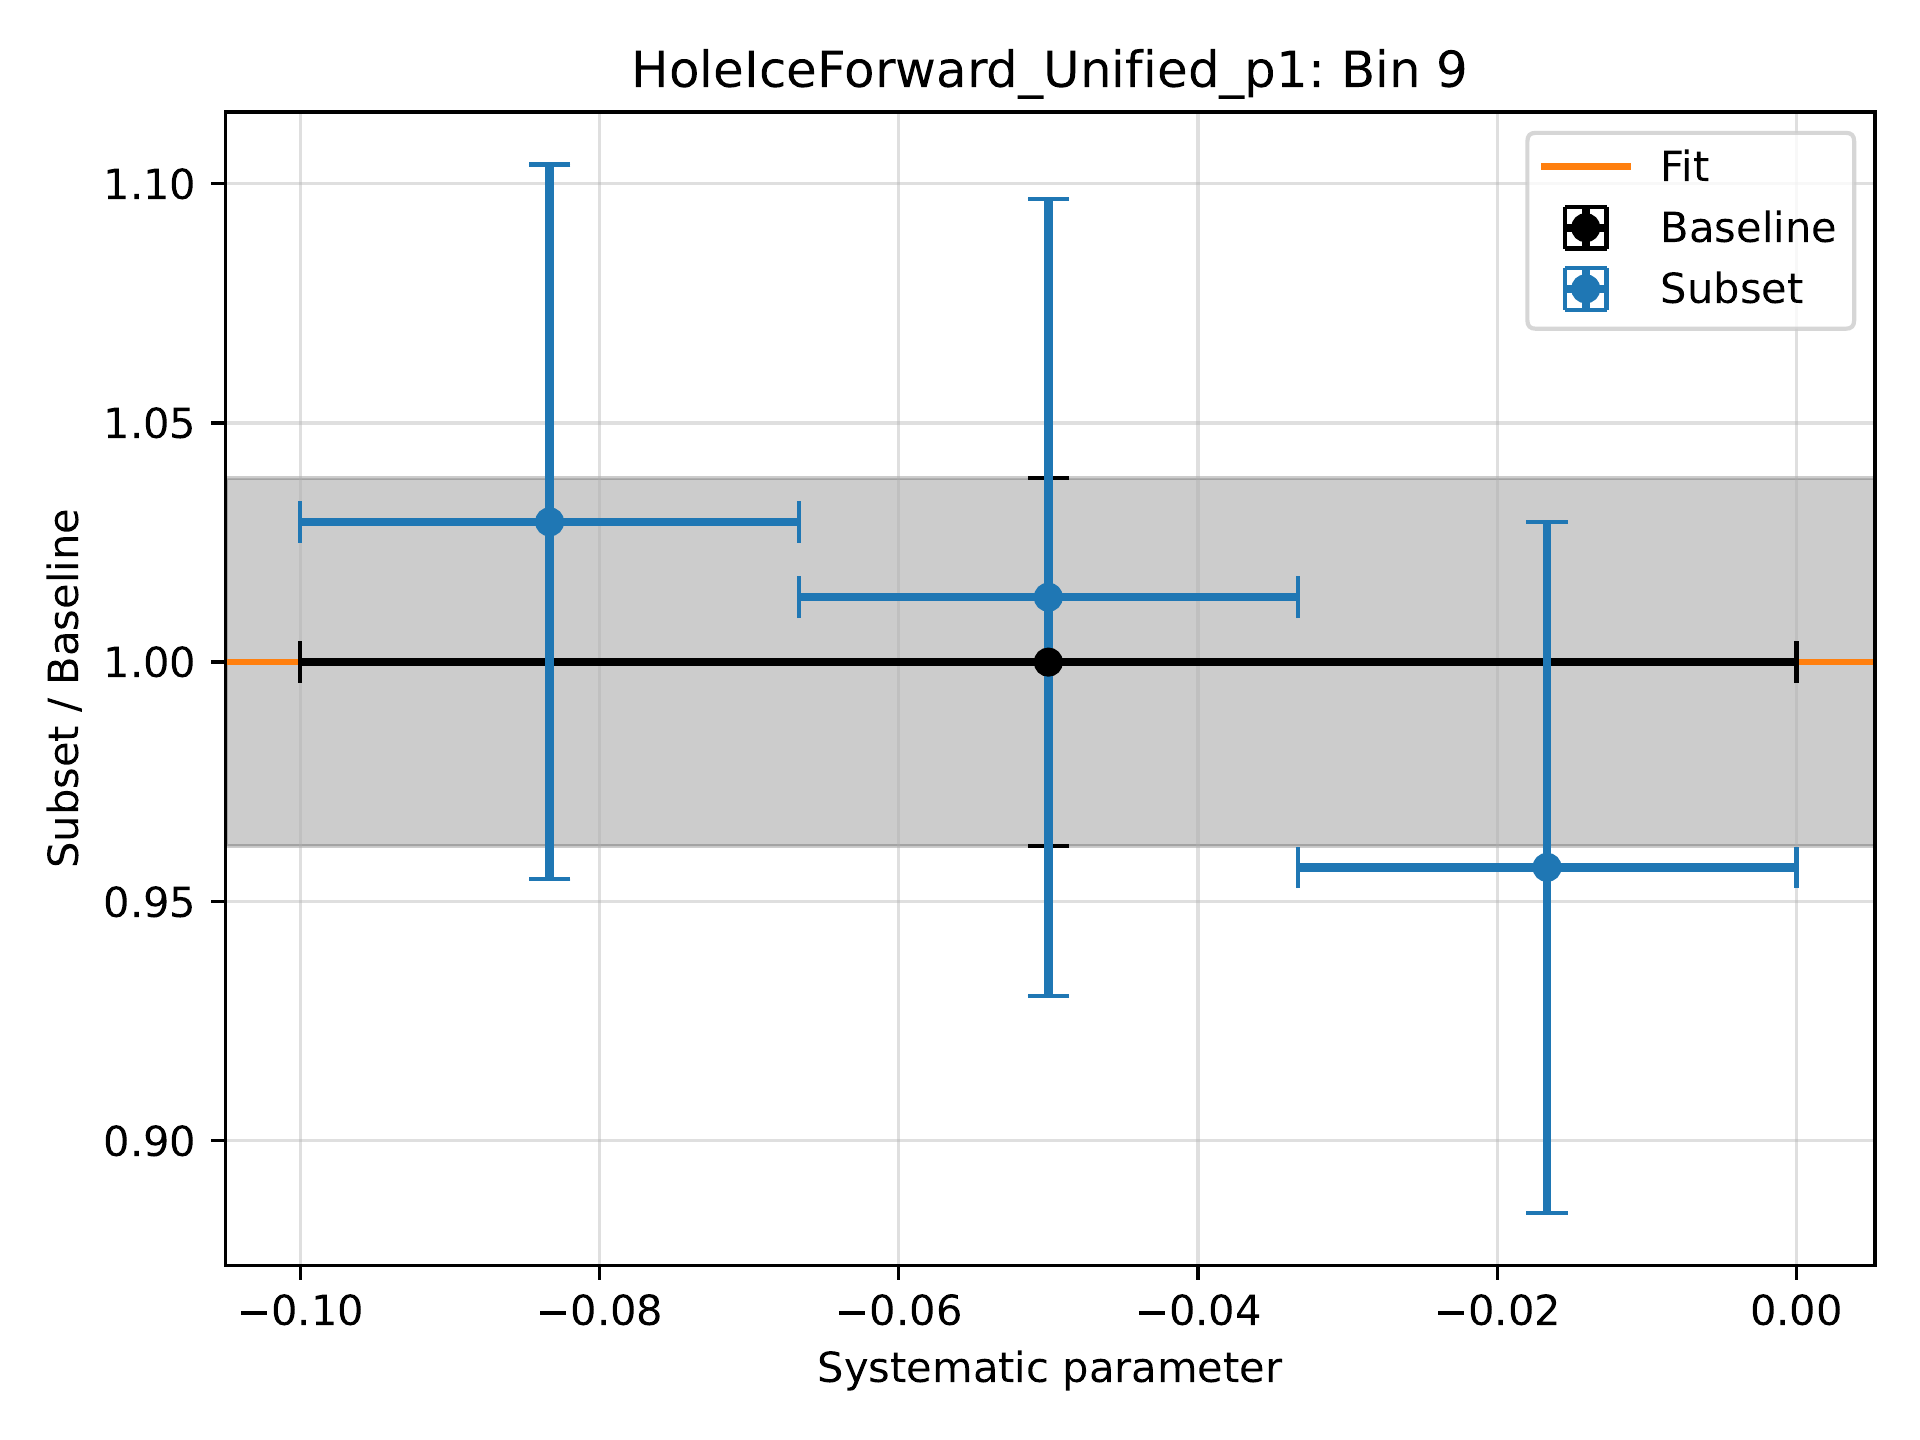 HoleIceForward_Unified_p1: Bin 9
Fit
Baseline
Subset
1.10
1.05
1.00
0.95
0.90
Subset / Baseline
−0.10
−0.08
−0.06
−0.04
−0.02
0.00
Systematic parameter